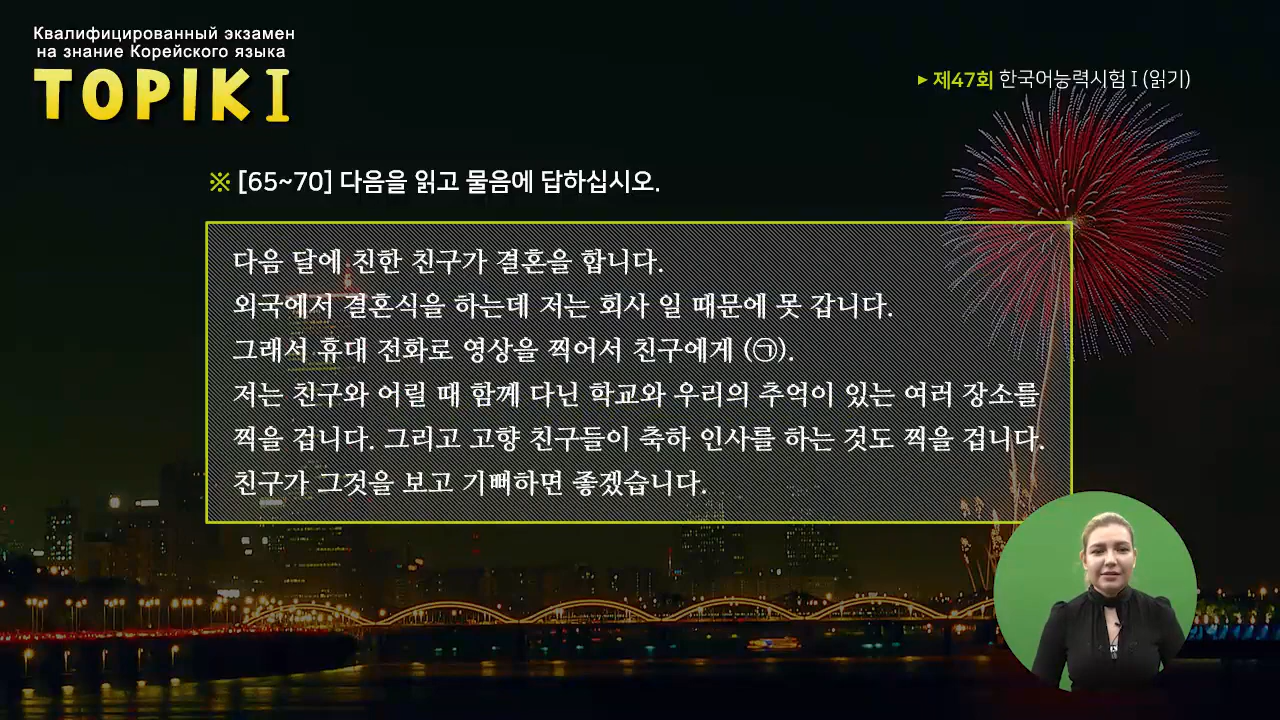 Квалифицированный экзамен
на знание Корейского языка
TOPIK I
▶ 제47회 한국어능력시험 I (읽기)
※ [65~70] 다음을 읽고 물음에 답하십시오.
다음 달에 친한 친구가 결혼을 합니다.
외국에서 결혼식을 하는데 저는 회사 일 때문에 못 갑니다.
그래서 휴대 전화로 영상을 찍어서 친구에게 (㉠).
저는 친구와 어릴 때 함께 다닌 학교와 우리의 추억이 있는 여러 장소를
찍을 겁니다. 그리고 고향 친구들이 축하 인사를 하는 것도 찍을 겁니다.
친구가 그것을 보고 기뻐하면 좋겠습니다.